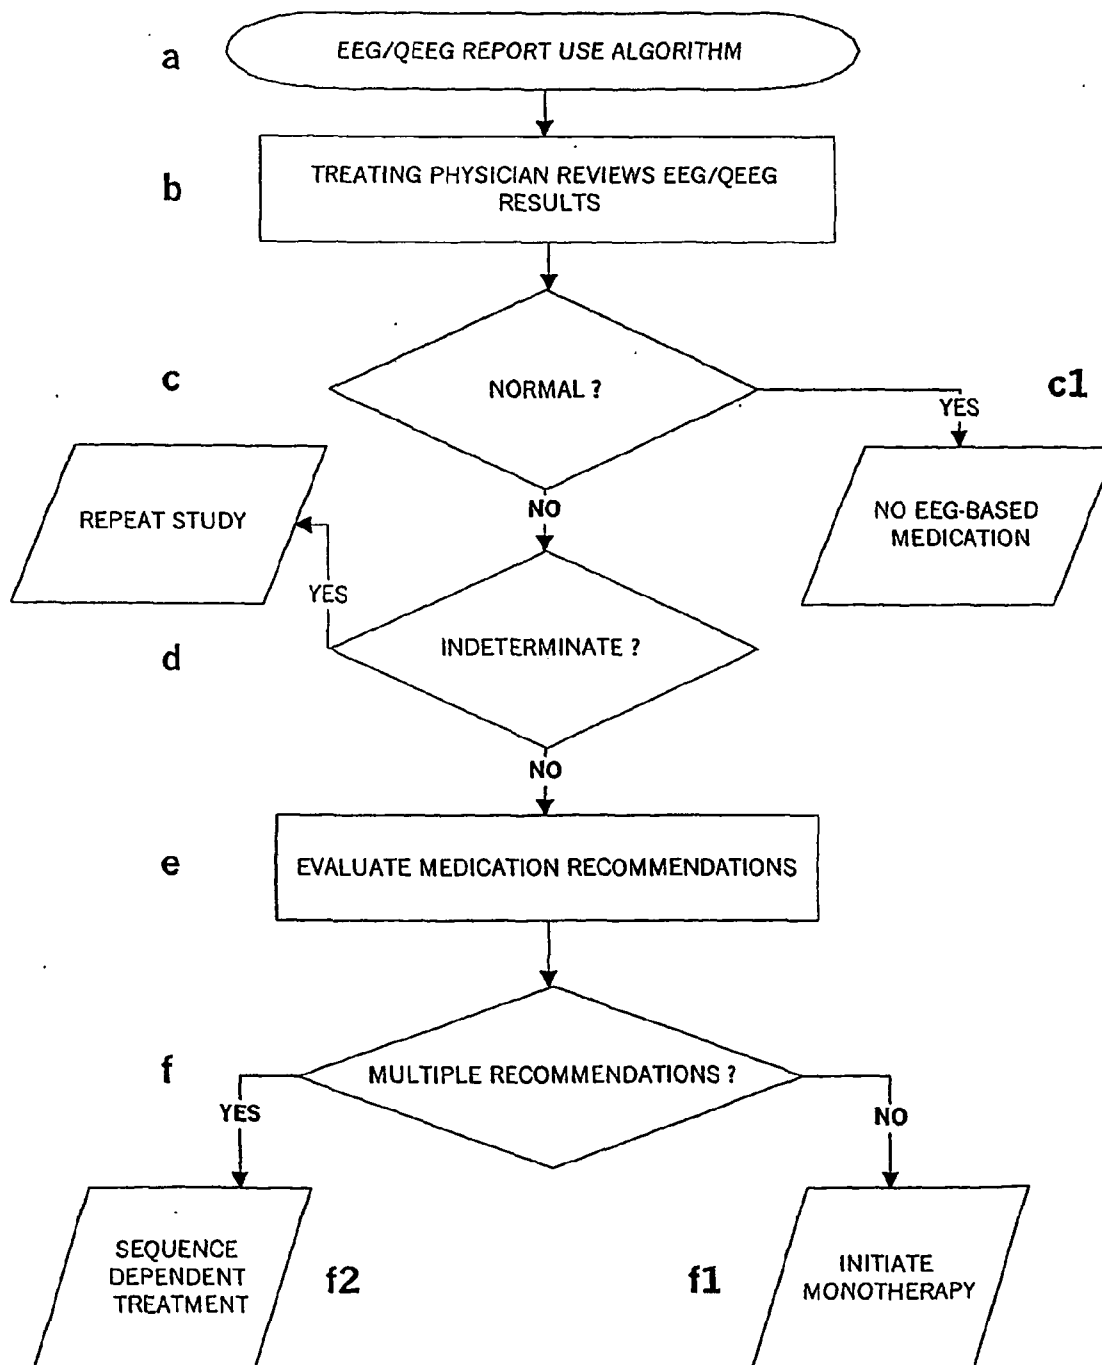 a
EEG/QEEG REPORT USE ALGORITHM
b
TREATING PHYSICIAN REVIEWS EEG/QEEG
RESULTS
c
NORMAL ?
c1
YES
NO
REPEAT STUDY
NO EEG-BASED
MEDICATION
YES
d
INDETERMINATE ?
NO
e
EVALUATE MEDICATION RECOMMENDATIONS
f
MULTIPLE RECOMMENDATIONS ?
YES
NO
SEQUENCE
DEPENDENT
TREATMENT
f2
f1
INITIATE
MONOTHERAPY